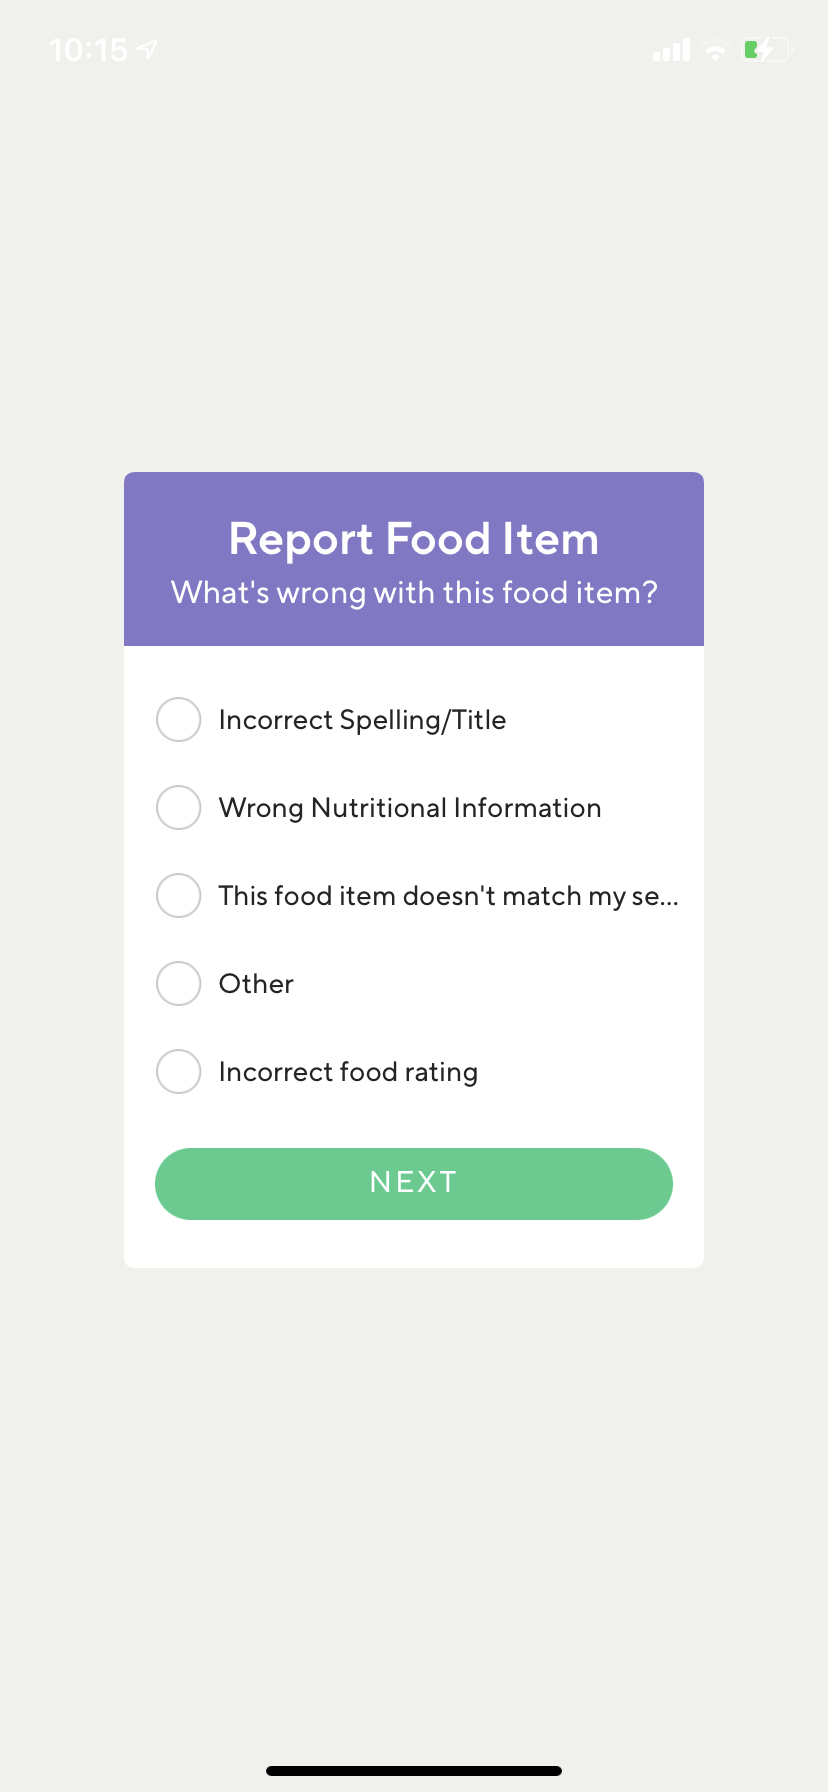 10:15
Report Food Item
What's wrong with this food item?
Incorrect Spelling/Title
Wrong Nutritional Information
This food item doesn't match my se...
Other
Incorrect food rating
NEXT